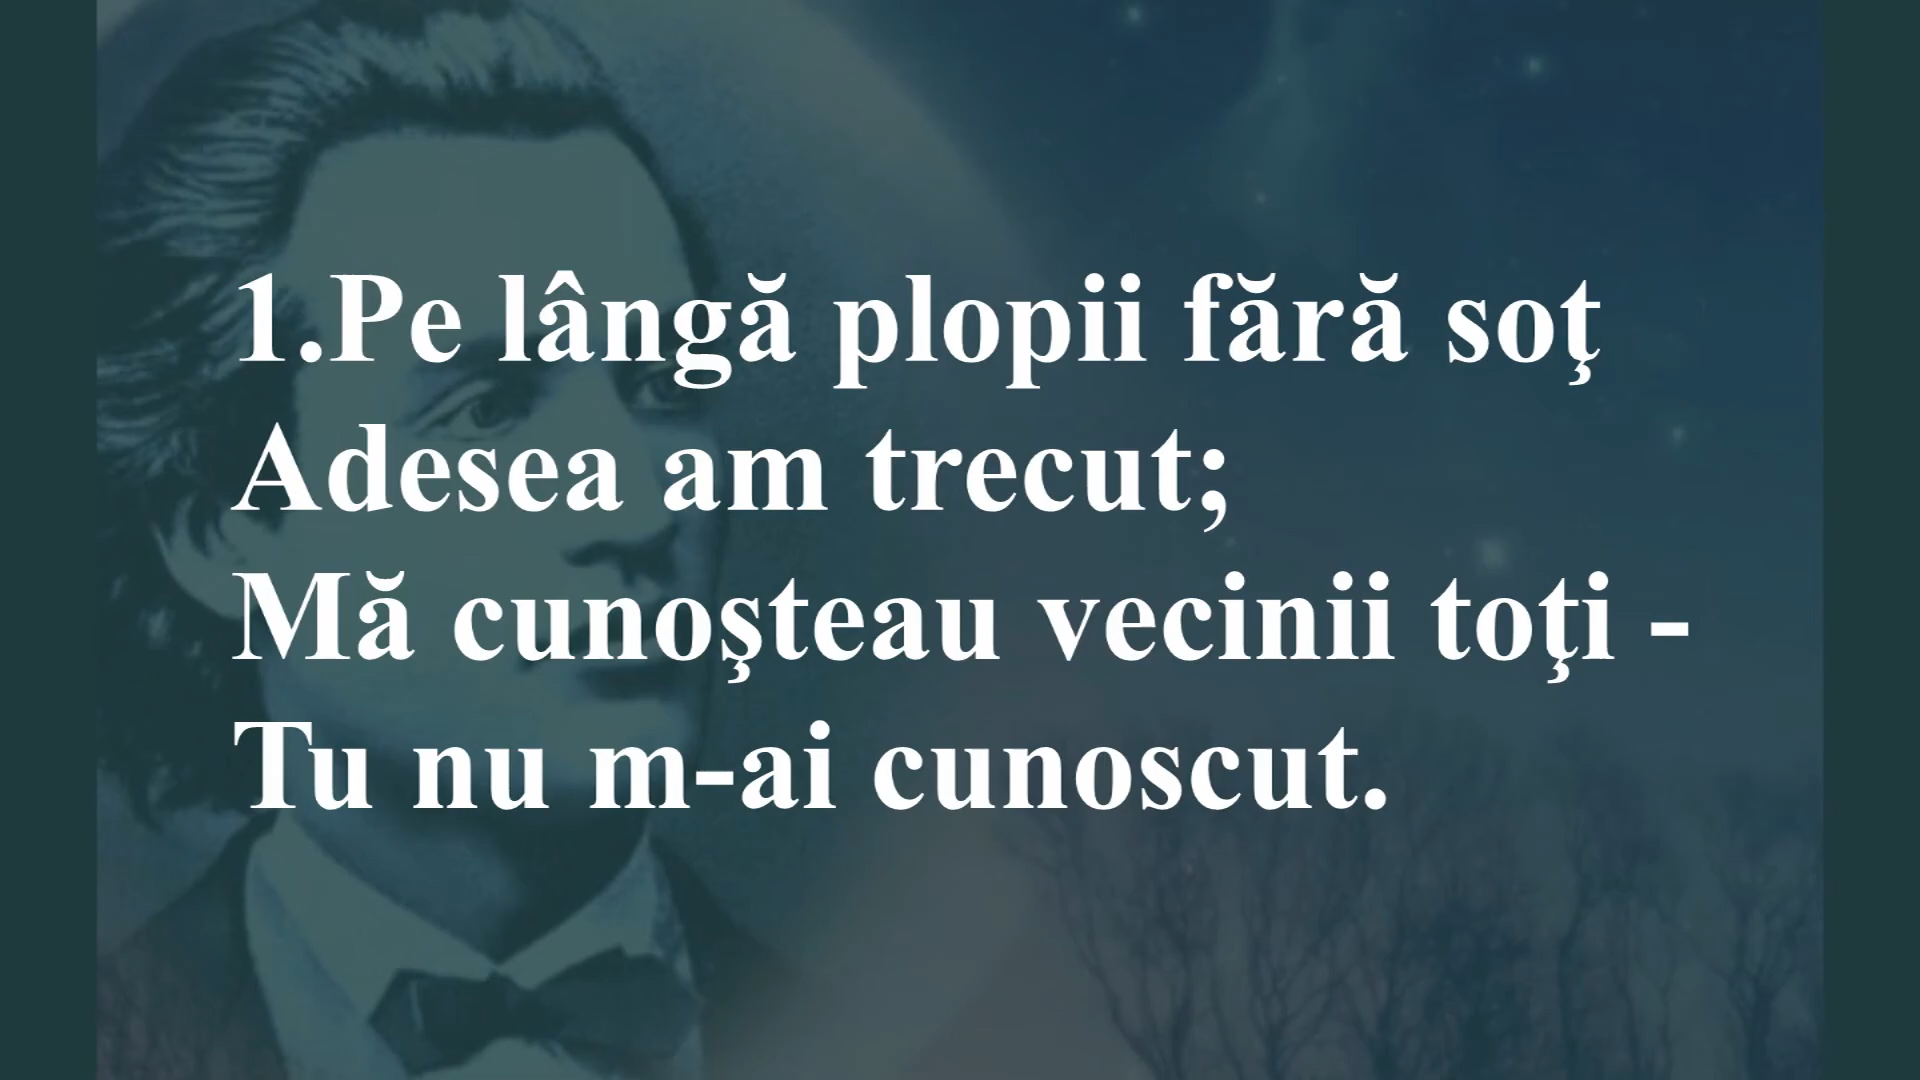 1.Pe lângă plopii fără soţ
Adesea am trecut;
Mă cunoşteau vecinii toţi -
Tu nu m-ai cunoscut.